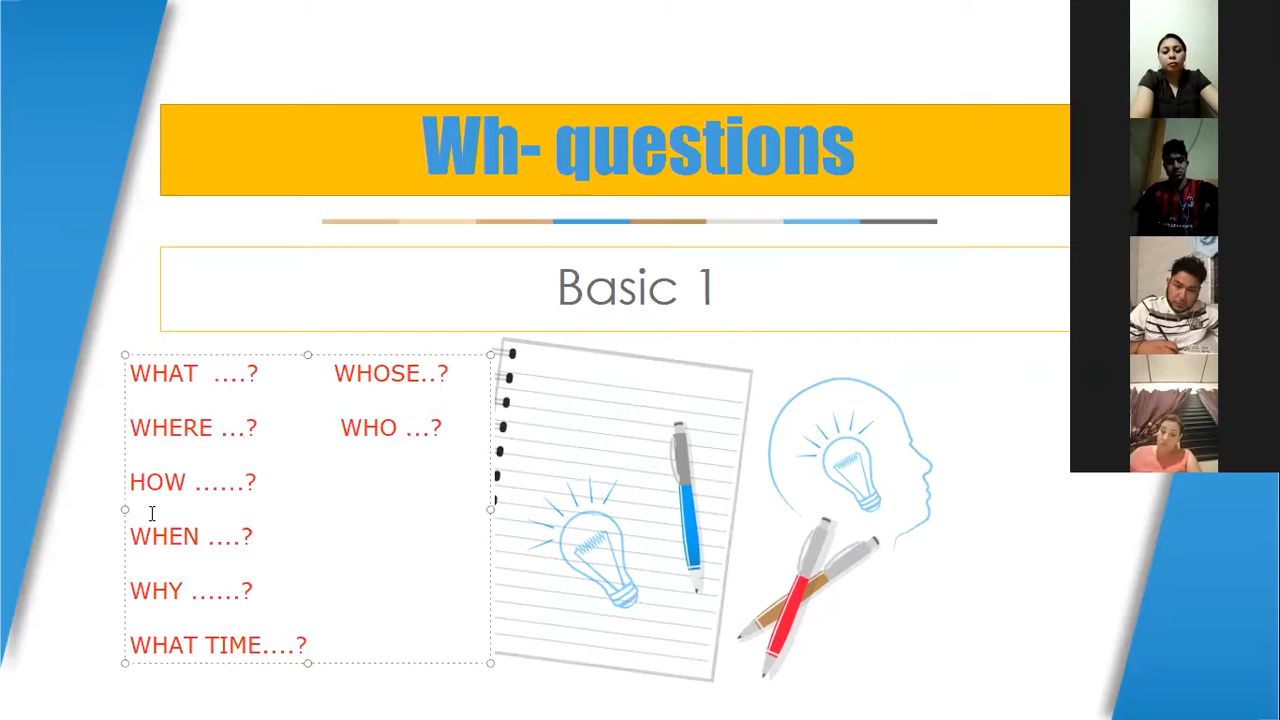 Wh- questions
Basic 1
WHAT ....? WHOSE..?
WHERE ...? WHO ...?
HOW ......?
WHEN ....?
WHY ......?
WHAT TIME....?